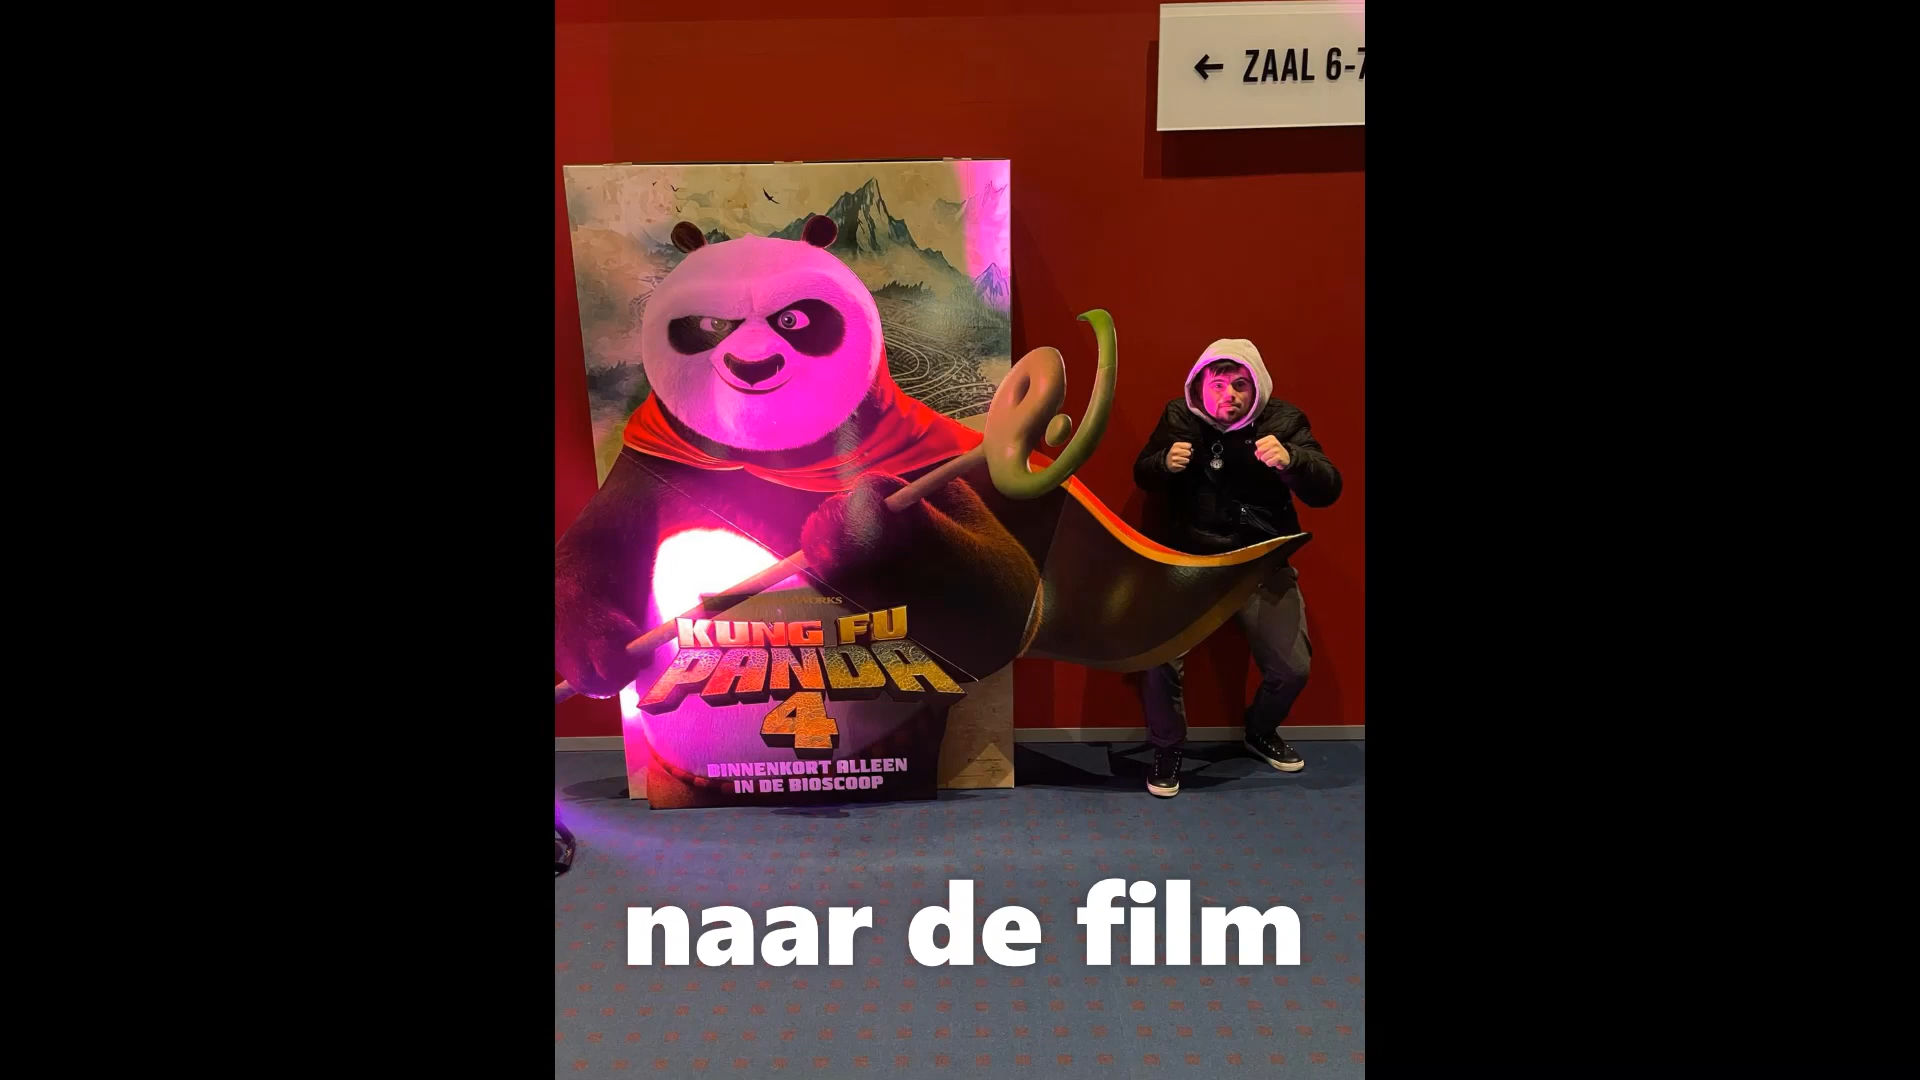 ← ZAAL 6-7
KUNG FU
PANDA
4
BINNENKORT ALLEEN
IN DE BIOSCOOP
naar de film